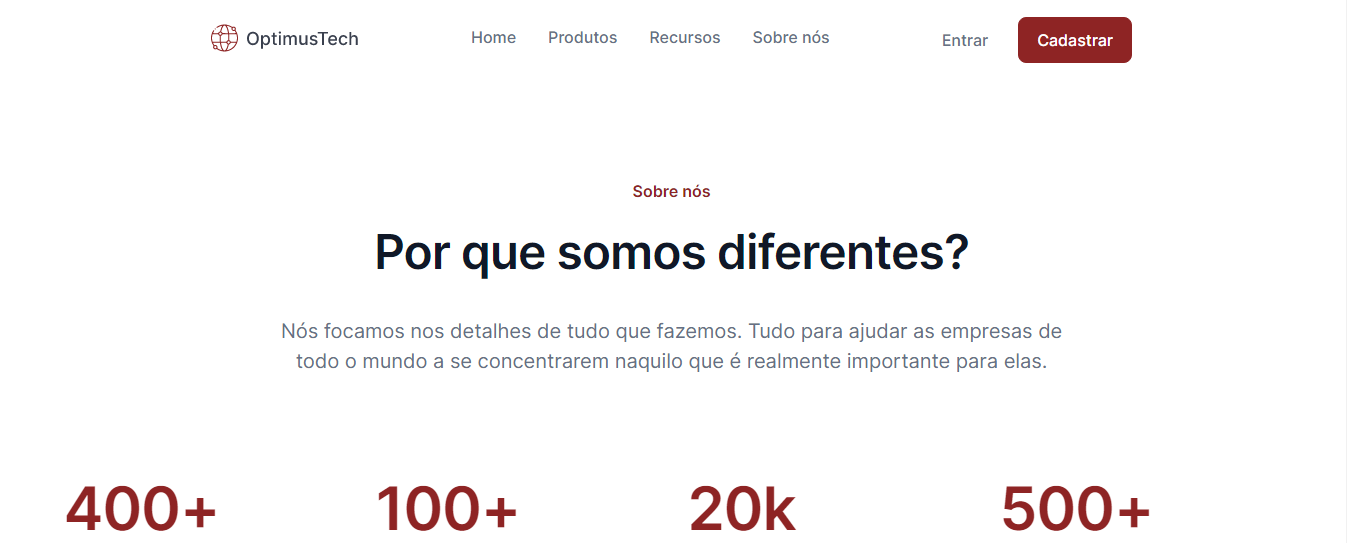 OptimusTech
Home Produtos Recursos Sobre nós
Entrar Cadastrar
Sobre nós
Por que somos diferentes?
Nós focamos nos detalhes de tudo que fazemos. Tudo para ajudar as empresas de
todo o mundo a se concentrarem naquilo que é realmente importante para elas.
400+ 100+ 20k 500+